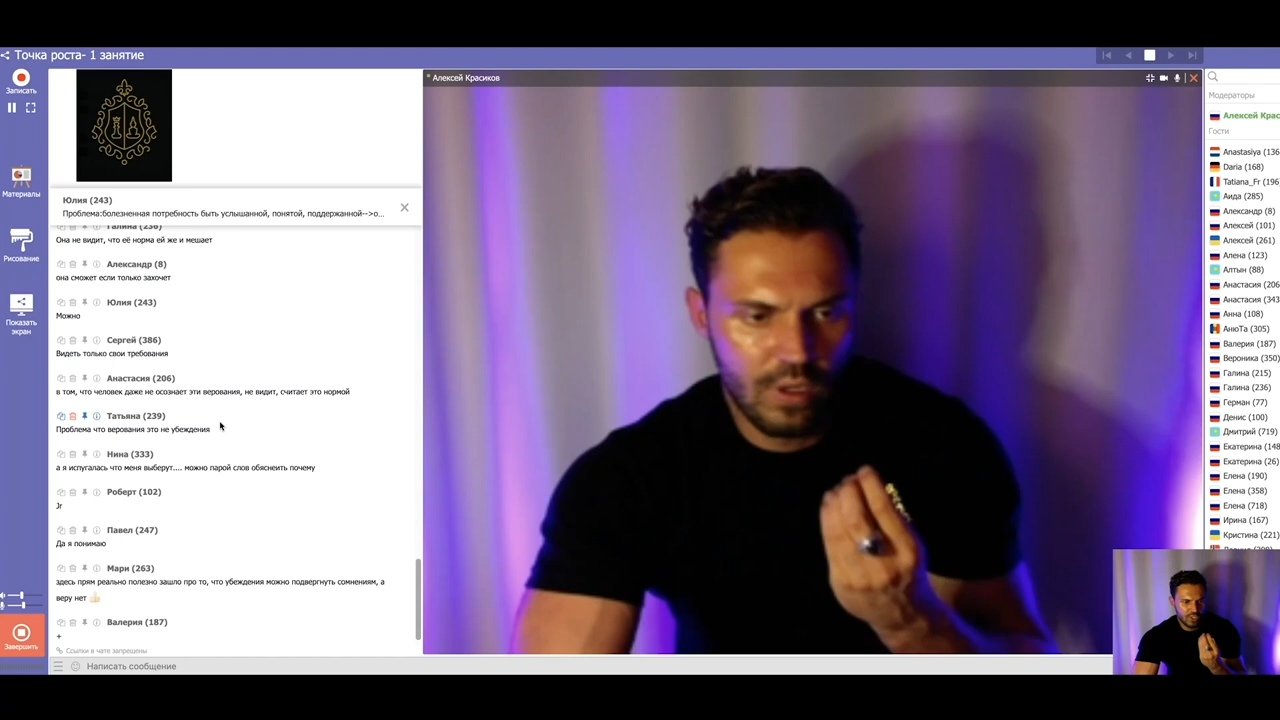 Точка роста- 1 занятие
Записать
Материалы
Рисование
Показать
экран
Завершить
Юлия (243)
Проблема:болезненная потребность быть услышанной, понятой, поддержанной-->о...
Галина (236)
Она не видит, что её норма ей же и мешает
Александр (8)
она сможет если только захочет
Юлия (243)
Можно
Сергей (386)
Видеть только свои требования
Анастасия (206)
в том, что человек даже не осознает эти верования, не видит, считает это нормой
Татьяна (239)
Проблема что верования это не убеждения
Нина (333)
а я испугалась что меня выберут.... можно парой слов обяснеить почему
Роберт (102)
Jr
Павел (247)
Да я понимаю
Мари (263)
здесь прям реально полезно зашло про то, что убеждения можно подвергнуть сомнениям, а
веру нет 👍🏻
Валерия (187)
+
Ссылки в чате запрещены
Написать сообщение
Алексей Красиков
Модераторы
Алексей Крас
Гости
Anastasiya (136
Daria (168)
Tatiana_Fr (196
Аида (285)
Александр (8)
Алексей (101)
Алексей (261)
Алена (123)
Алтын (88)
Анастасия (206
Анастасия (343
Анна (108)
АнюТа (305)
Валерия (187)
Вероника (350)
Галина (215)
Галина (236)
Герман (77)
Денис (100)
Дмитрий (719)
Екатерина (148
Екатерина (26)
Елена (190)
Елена (358)
Елена (718)
Ирина (167)
Кристина (221)